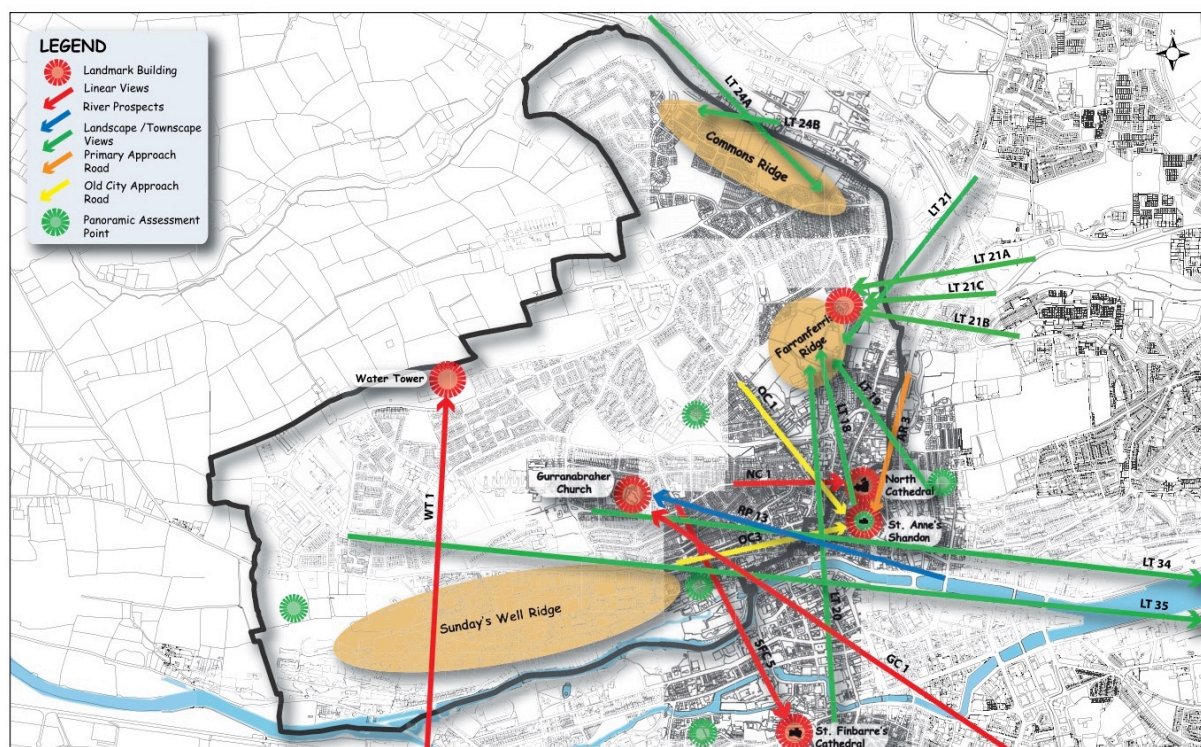 LEGEND
Landmark Building
Linear Views
River Prospects
Landscape /Townscape
Views
Primary Approach
Road
Old City Approach
Road
Panoramic Assessment
Point
N
LT 24A
LT 24B
Commons Ridge
LT 21
LT 21A
LT 21C
LT 21B
Farranferris
Ridge
Water Tower
OC 1
LT 18
LT 19
AR 3
WT 1
Gurranabraher
Church
NC 1
North
Cathedral
RP 13
St. Anne's
Shandon
OC3
LT 34
LT 35
Sunday's Well Ridge
LT 20
SFC 5
GC 1
St. Finbarre's
Cathedral